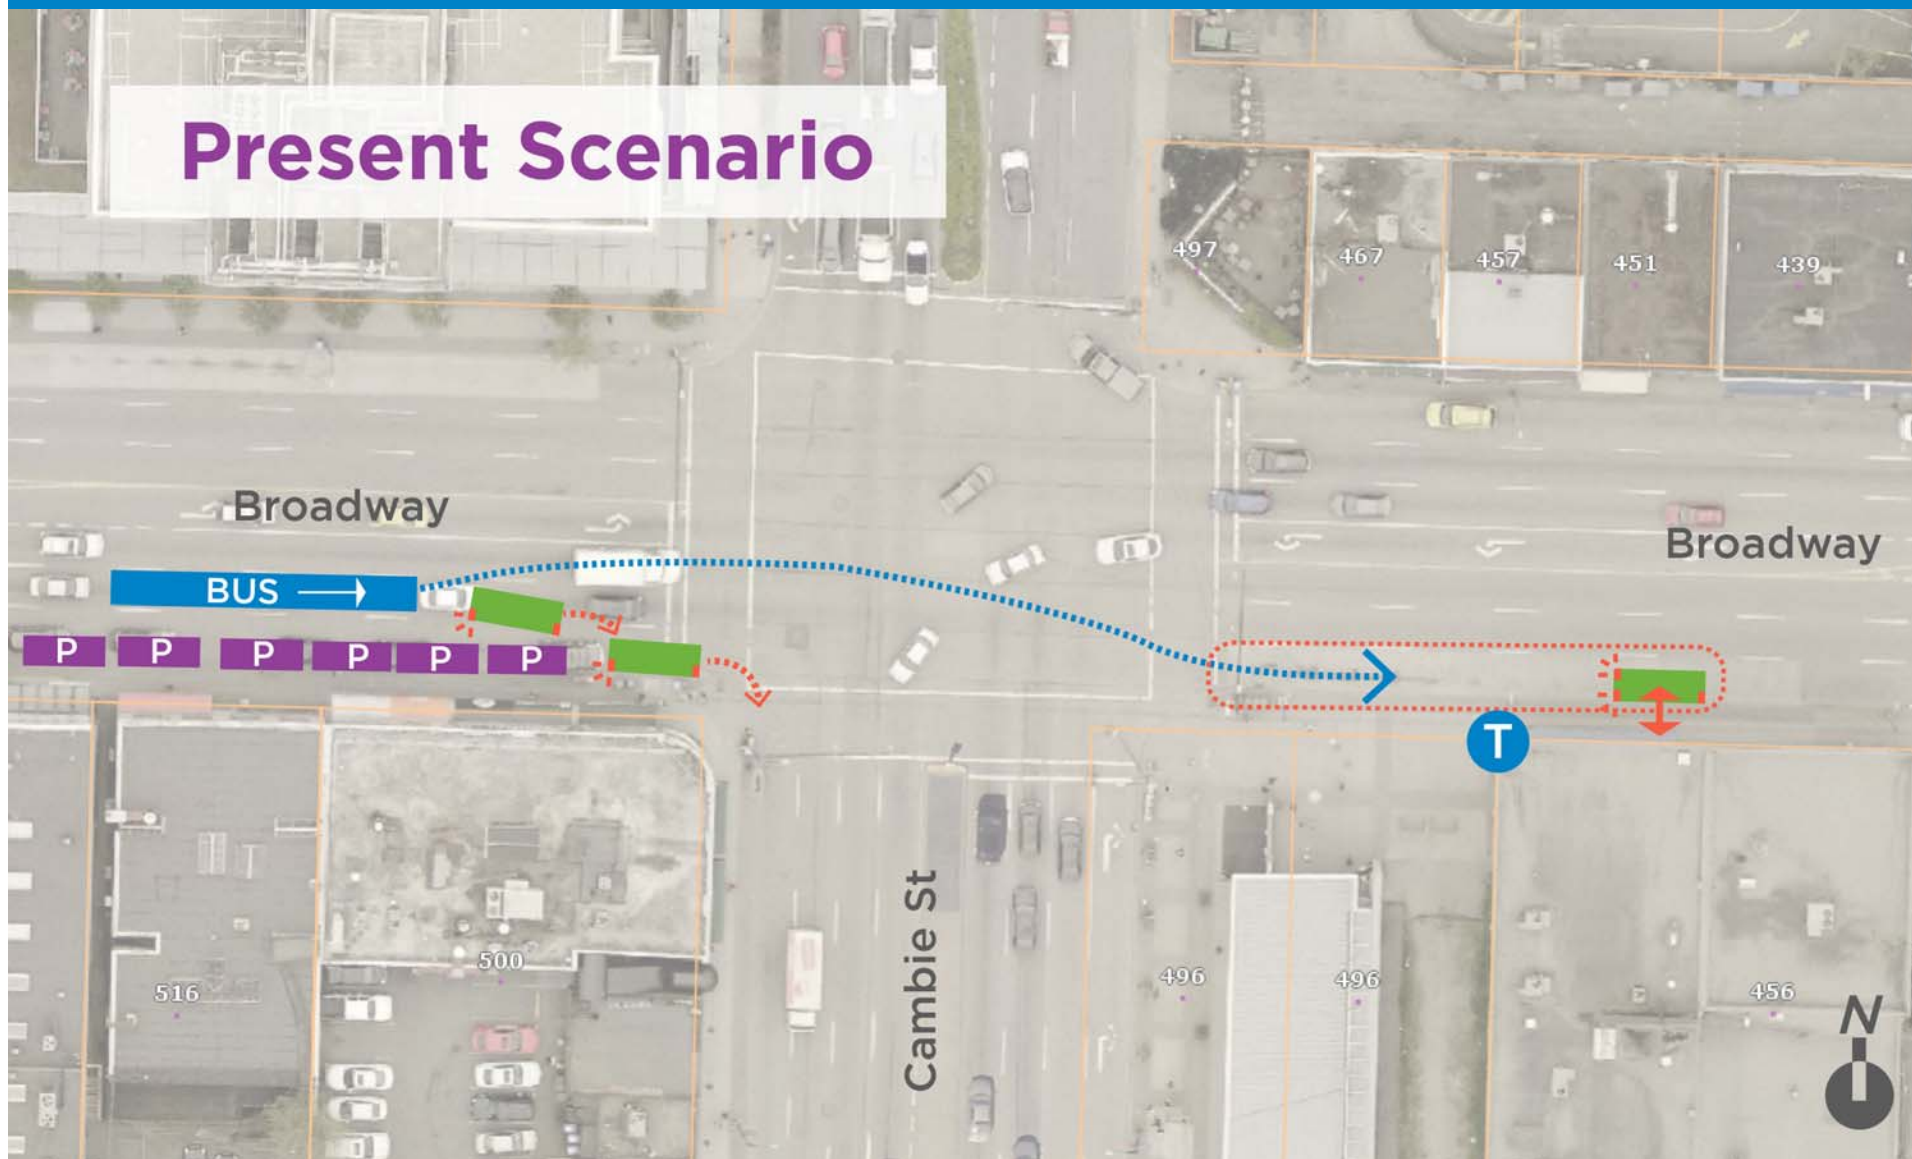 Present Scenario
497
467
457
451
439
Broadway
Broadway
BUS
P
P
P
P
P
P
T
Cambie St
500
516
496
496
456
N